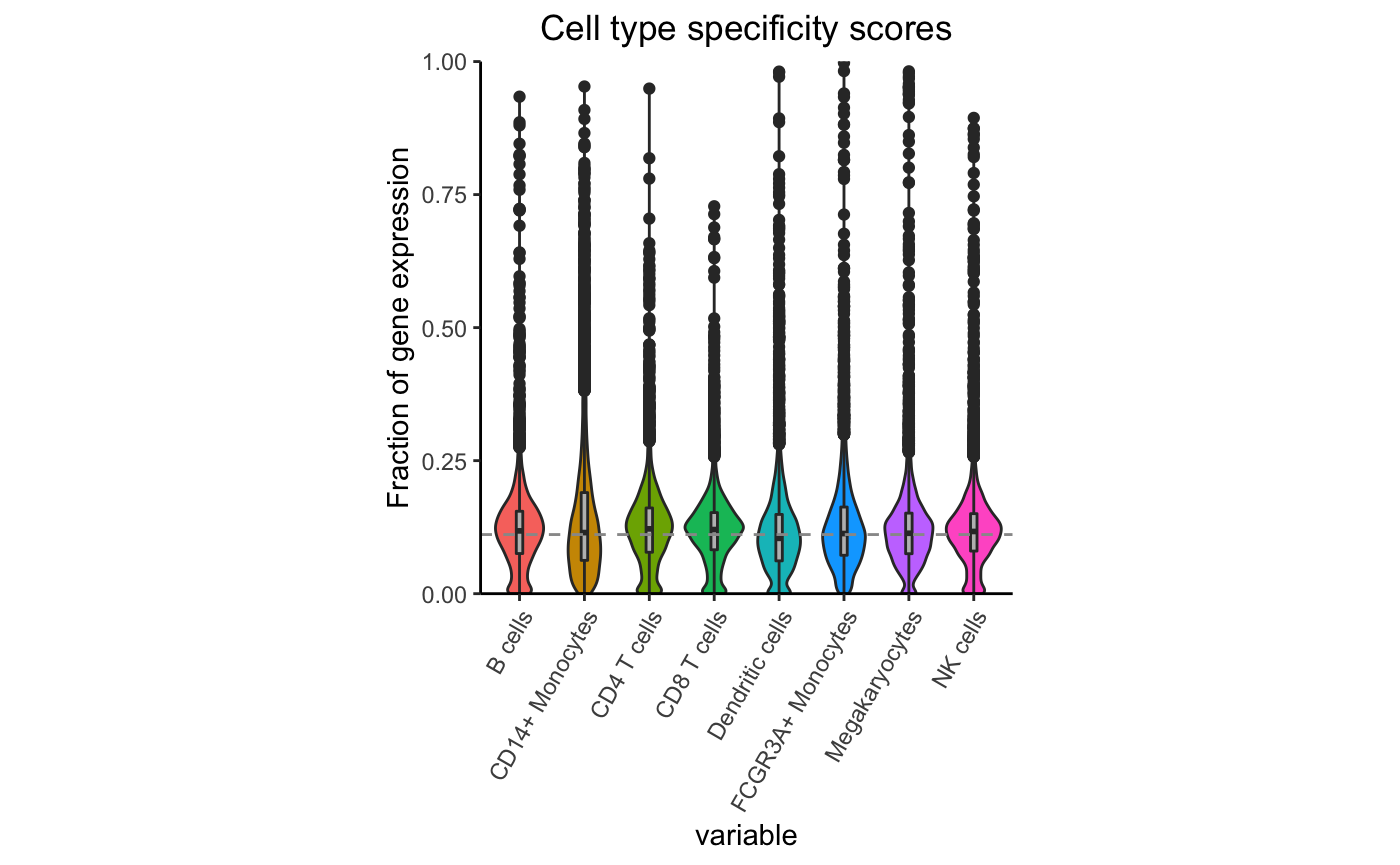 Cell type specificity scores
Fraction of gene expression
1.00
0.75
0.50
0.25
0.00
B cells
CD14+ Monocytes
CD4 T cells
CD8 T cells
Dendritic cells
FCGR3A+ Monocytes
Megakaryocytes
NK cells
variable